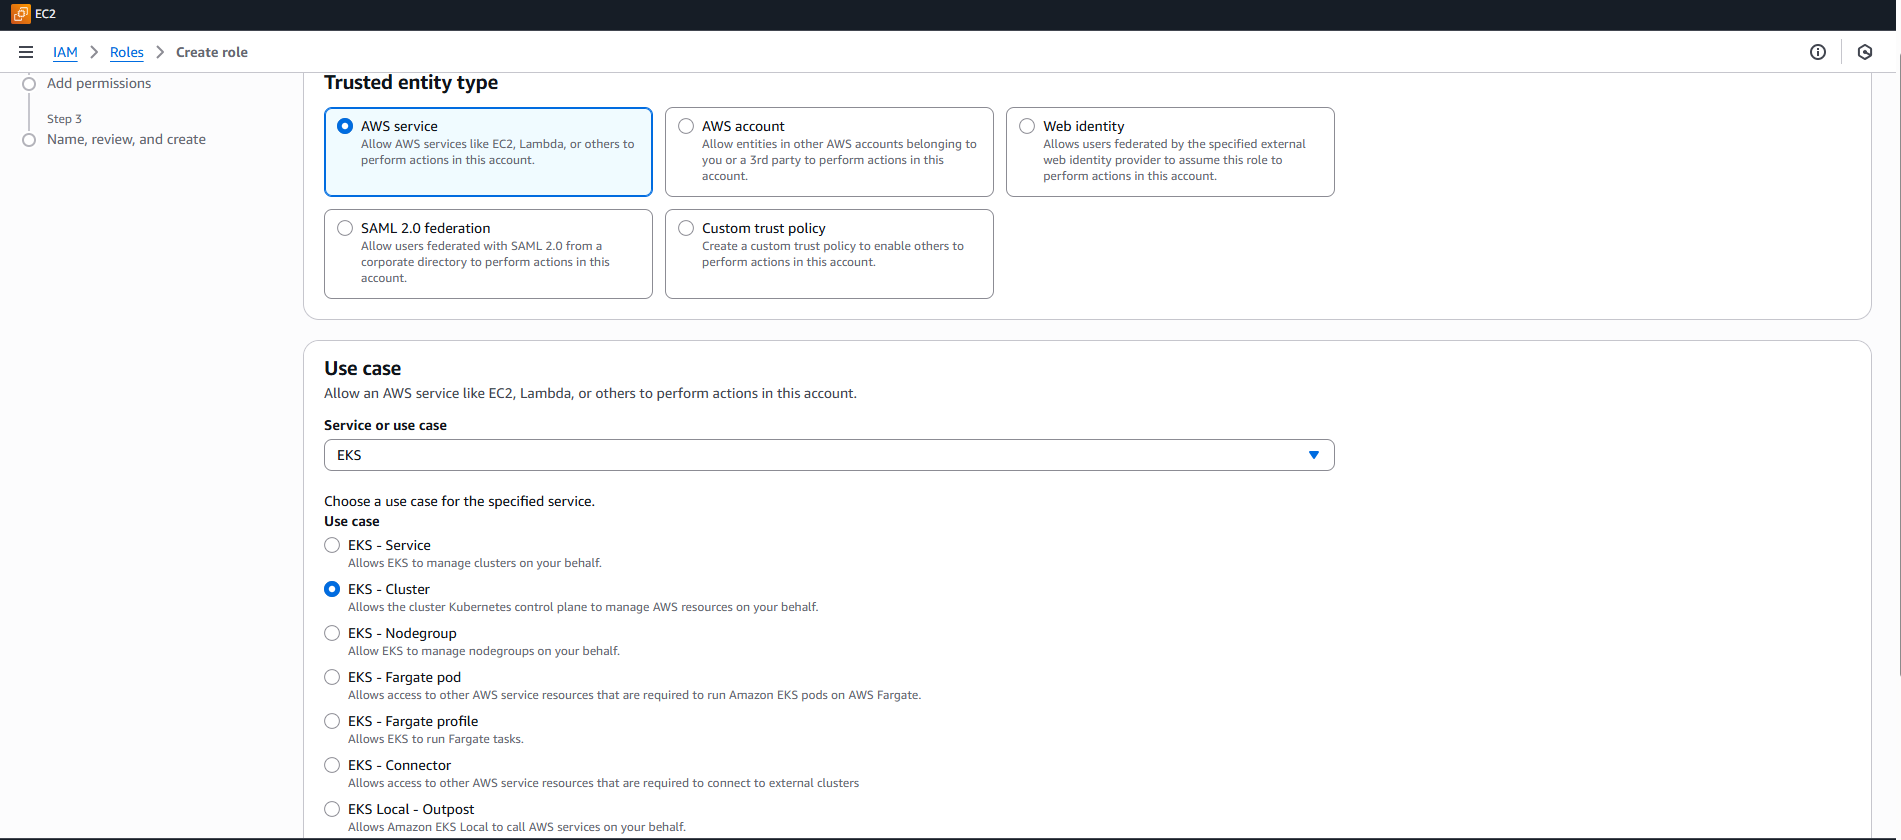 EC2
IAM
Roles
Create role
Add permissions
Step 3
Name, review, and create
Trusted entity type
AWS service
Allow AWS services like EC2, Lambda, or others to
perform actions in this account.
AWS account
Allow entities in other AWS accounts belonging to
you or a 3rd party to perform actions in this
account.
Web identity
Allows users federated by the specified external
web identity provider to assume this role to
perform actions in this account.
SAML 2.0 federation
Allow users federated with SAML 2.0 from a
corporate directory to perform actions in this
account.
Custom trust policy
Create a custom trust policy to enable others to
perform actions in this account.
Use case
Allow an AWS service like EC2, Lambda, or others to perform actions in this account.
Service or use case
EKS
Choose a use case for the specified service.
Use case
EKS - Service
Allows EKS to manage clusters on your behalf.
EKS - Cluster
Allows the cluster Kubernetes control plane to manage AWS resources on your behalf.
EKS - Nodegroup
Allow EKS to manage nodegroups on your behalf.
EKS - Fargate pod
Allows access to other AWS service resources that are required to run Amazon EKS pods on AWS Fargate.
EKS - Fargate profile
Allows EKS to run Fargate tasks.
EKS - Connector
Allows access to other AWS service resources that are required to connect to external clusters
EKS Local - Outpost
Allows Amazon EKS Local to call AWS services on your behalf.